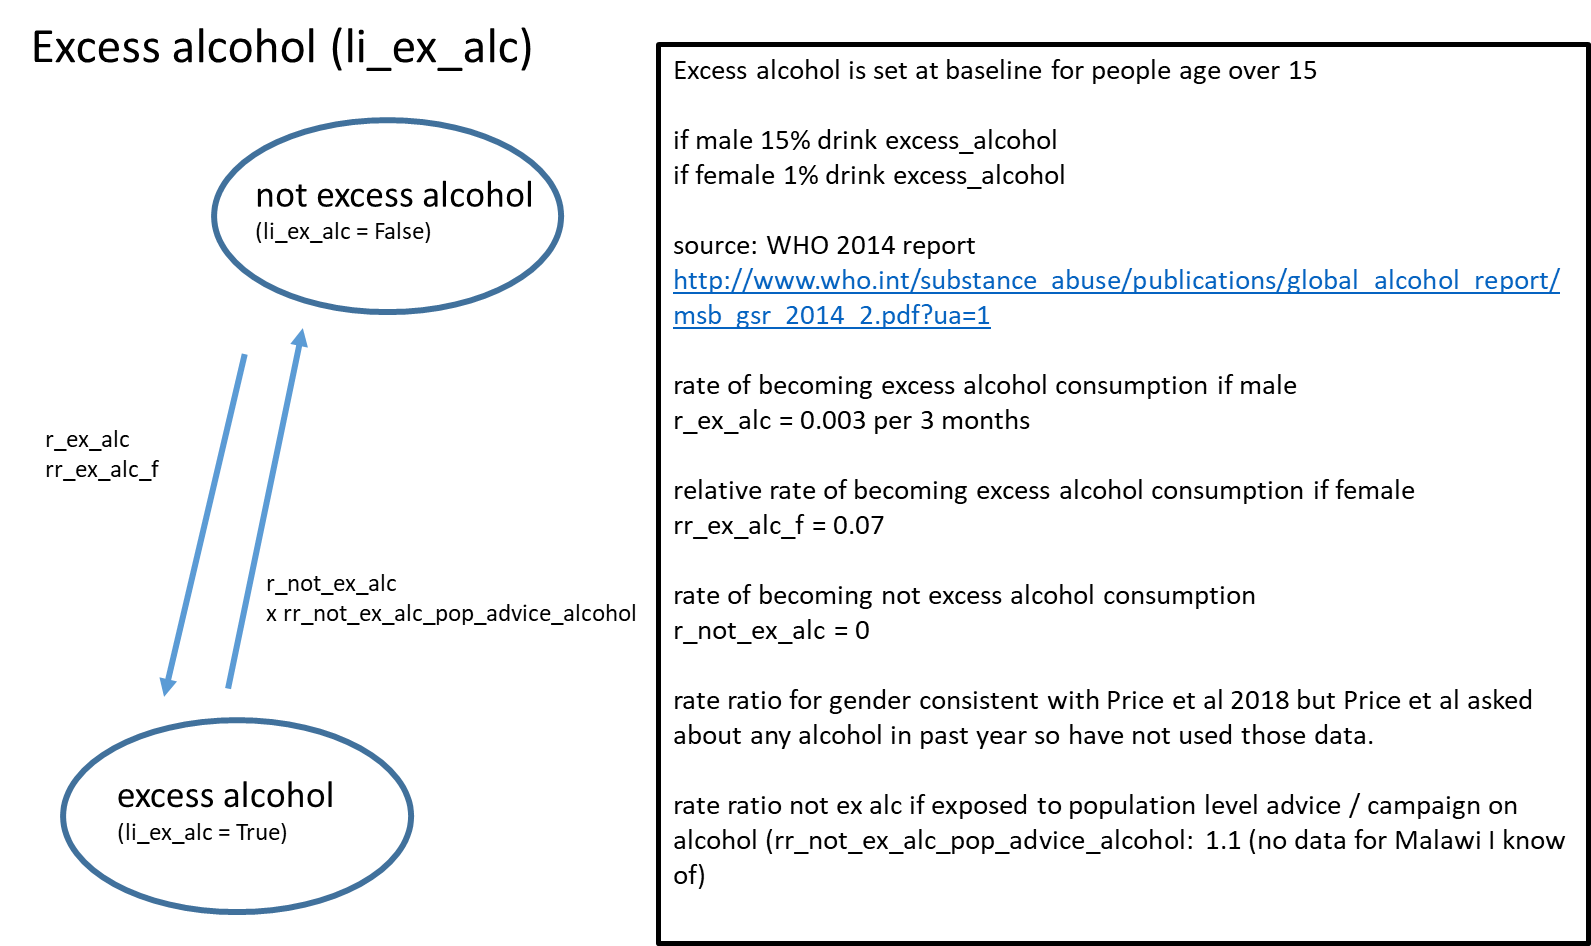 Excess alcohol (li_ex_alc)
not excess alcohol
(li_ex_alc = False)
r_ex_alc
rr_ex_alc_f
r_not_ex_alc
x rr_not_ex_alc_pop_advice_alcohol
excess alcohol
(li_ex_alc = True)
Excess alcohol is set at baseline for people age over 15
if male 15% drink excess_alcohol
if female 1% drink excess_alcohol
source: WHO 2014 report
http://www.who.int/substance_abuse/publications/global_alcohol_report/
msb_gsr_2014_2.pdf?ua=1
rate of becoming excess alcohol consumption if male
r_ex_alc = 0.003 per 3 months
relative rate of becoming excess alcohol consumption if female
rr_ex_alc_f = 0.07
rate of becoming not excess alcohol consumption
r_not_ex_alc = 0
rate ratio for gender consistent with Price et al 2018 but Price et al asked
about any alcohol in past year so have not used those data.
rate ratio not ex alc if exposed to population level advice / campaign on
alcohol (rr_not_ex_alc_pop_advice_alcohol: 1.1 (no data for Malawi I know
of)